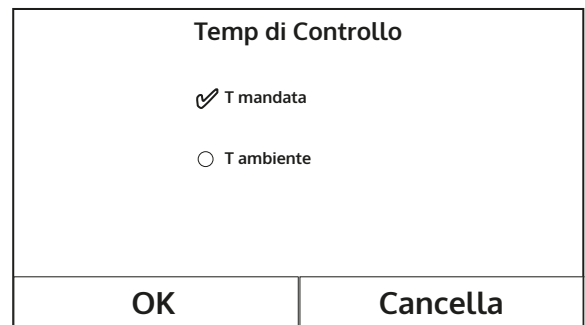 Temp di Controllo
T mandata
T ambiente
OK
Cancella